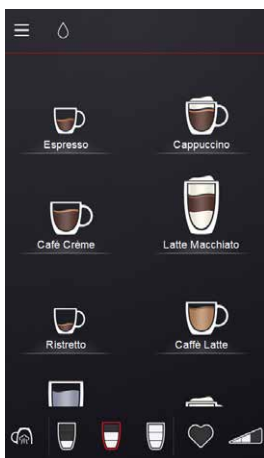 Espresso
Cappuccino
Café Crème
Latte Macchiato
Ristretto
Caffè Latte